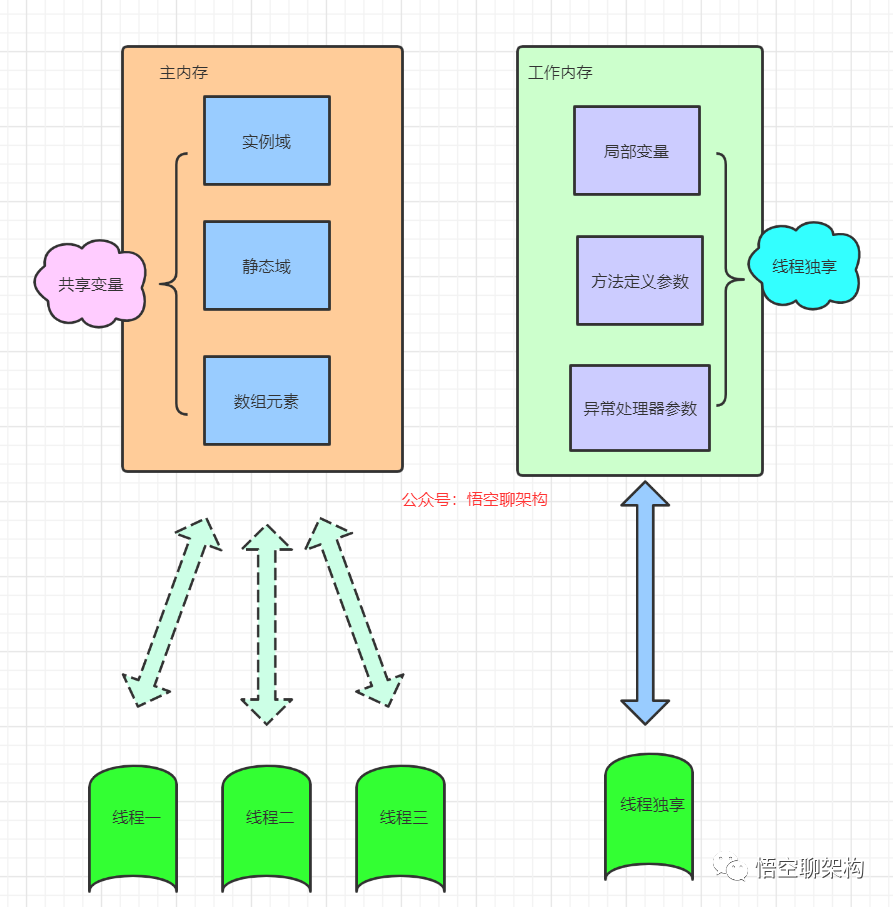 主内存
实例域
静态域
数组元素
共享变量
工作内存
局部变量
方法定义参数
异常处理器参数
线程独享
公众号：悟空聊架构
线程一
线程二
线程三
线程独享
悟空聊架构